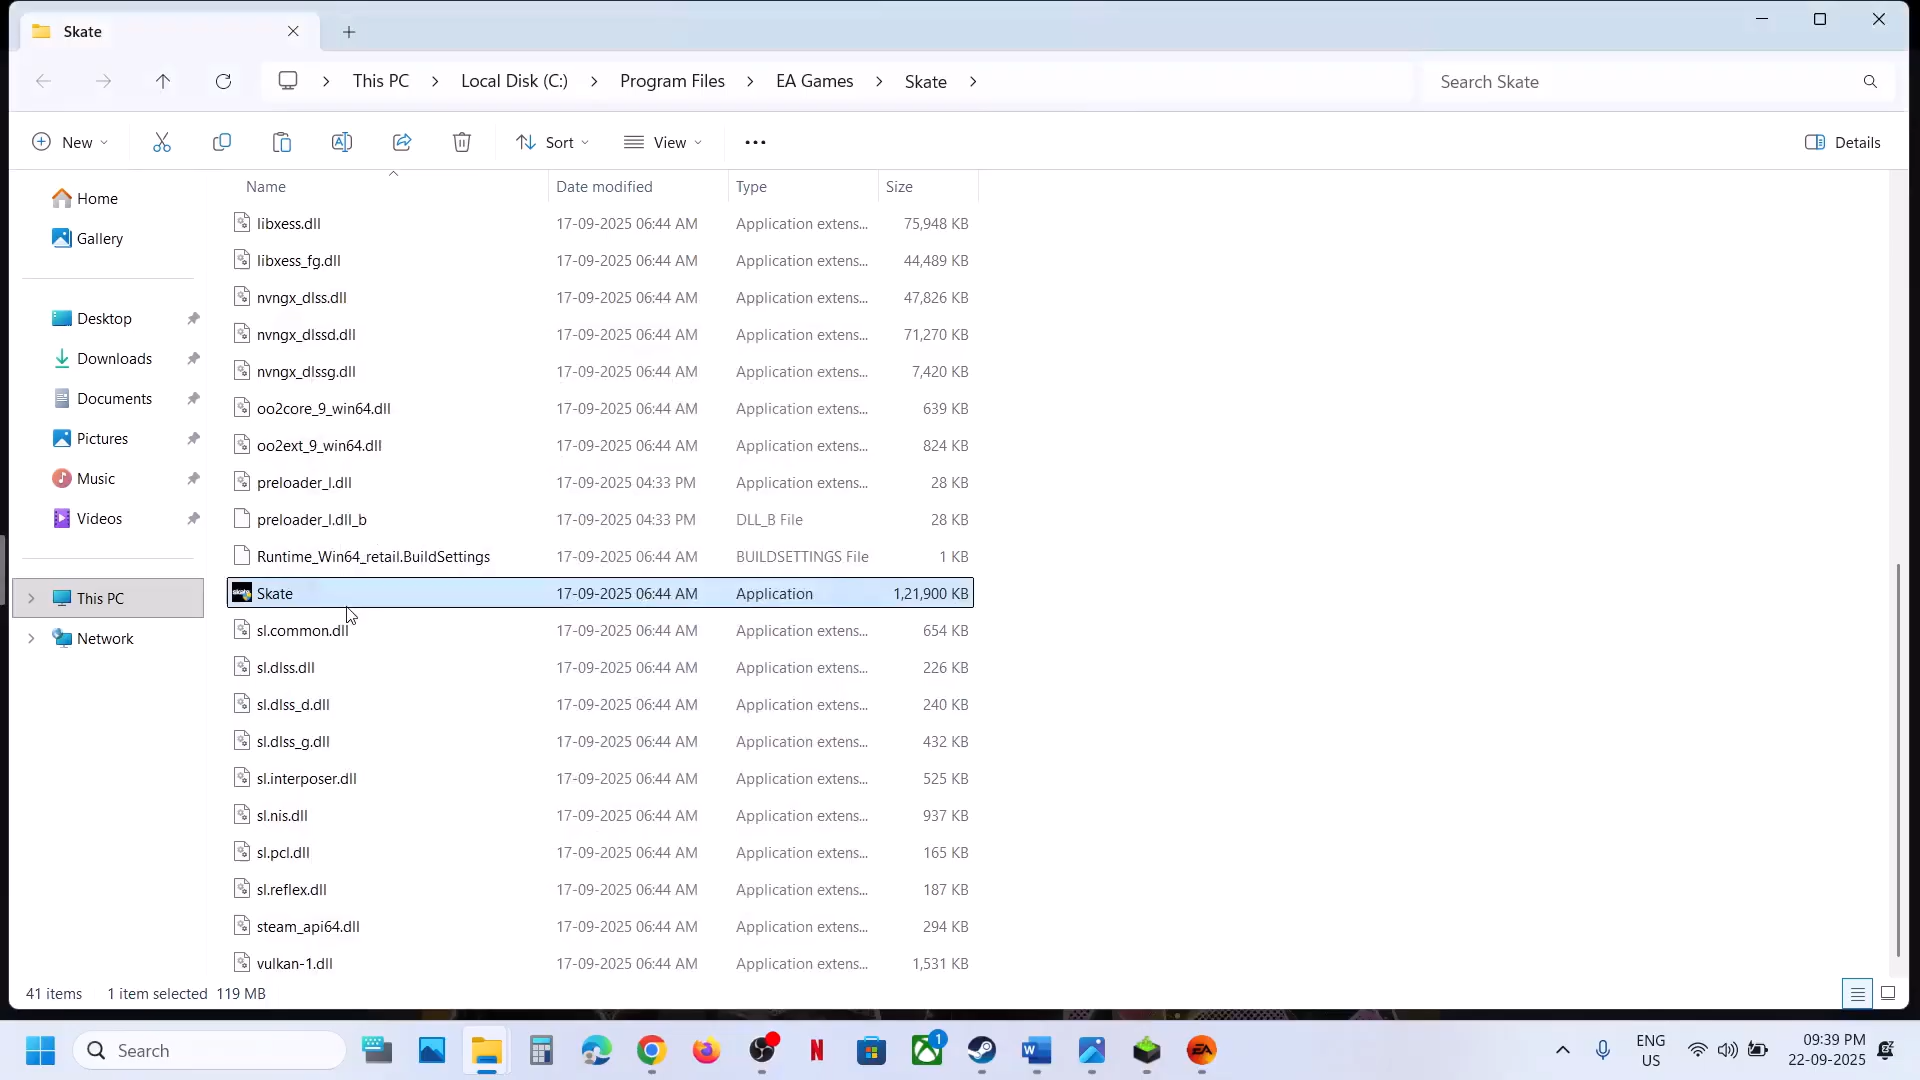 Skate
This PC
Local Disk (C:)
Program Files
EA Games
Skate
Search Skate
New
Sort
View
Details
Name Date modified Type Size
Home
Gallery
Desktop
Downloads
Documents
Pictures
Music
Videos
This PC
Network
libxess.dll 17-09-2025 06:44 AM Application extens... 75,948 KB
libxess_fg.dll 17-09-2025 06:44 AM Application extens... 44,489 KB
nvngx_dlss.dll 17-09-2025 06:44 AM Application extens... 47,826 KB
nvngx_dlssd.dll 17-09-2025 06:44 AM Application extens... 71,270 KB
nvngx_dlssg.dll 17-09-2025 06:44 AM Application extens... 7,420 KB
oo2core_9_win64.dll 17-09-2025 06:44 AM Application extens... 639 KB
oo2ext_9_win64.dll 17-09-2025 06:44 AM Application extens... 824 KB
preloader_l.dll 17-09-2025 04:33 PM Application extens... 28 KB
preloader_l.dll_b 17-09-2025 04:33 PM DLL_B File 28 KB
Runtime_Win64_retail.BuildSettings 17-09-2025 06:44 AM BUILDSETTINGS File 1 KB
Skate 17-09-2025 06:44 AM Application 1,21,900 KB
sl.common.dll 17-09-2025 06:44 AM Application extens... 654 KB
sl.dlss.dll 17-09-2025 06:44 AM Application extens... 226 KB
sl.dlss_d.dll 17-09-2025 06:44 AM Application extens... 240 KB
sl.dlss_g.dll 17-09-2025 06:44 AM Application extens... 432 KB
sl.interposer.dll 17-09-2025 06:44 AM Application extens... 525 KB
sl.nis.dll 17-09-2025 06:44 AM Application extens... 937 KB
sl.pcl.dll 17-09-2025 06:44 AM Application extens... 165 KB
sl.reflex.dll 17-09-2025 06:44 AM Application extens... 187 KB
steam_api64.dll 17-09-2025 06:44 AM Application extens... 294 KB
vulkan-1.dll 17-09-2025 06:44 AM Application extens... 1,531 KB
41 items 1 item selected 119 MB
Search
1
ENG
US
09:39 PM
22-09-2025